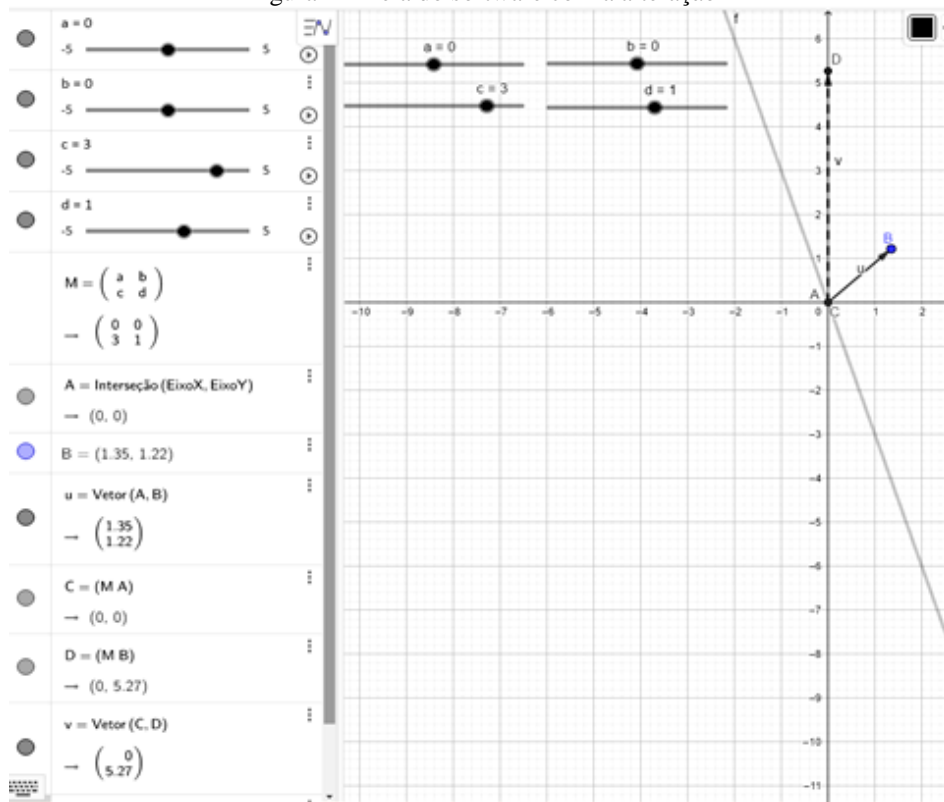 a = 0
-5 5
b = 0
-5 5
c = 3
-5 5
d = 1
-5 5
M = ( a b
c d )
→ ( 0 0
3 1 )
A = Interseção (EixoX, EixoY)
→ (0, 0)
B = (1.35, 1.22)
u = Vetor (A, B)
→ ( 1.35
1.22 )
C = (M A)
→ (0, 0)
D = (M B)
→ (0, 5.27)
v = Vetor (C, D)
→ ( 0
5.27 )
a = 0 b = 0
c = 3 d = 1
f
D
v
B
u
A
C
6
5
4
3
2
1
-10 -9 -8 -7 -6 -5 -4 -3 -2 -1 0 1 2
-1
-2
-3
-4
-5
-6
-7
-8
-9
-10
-11